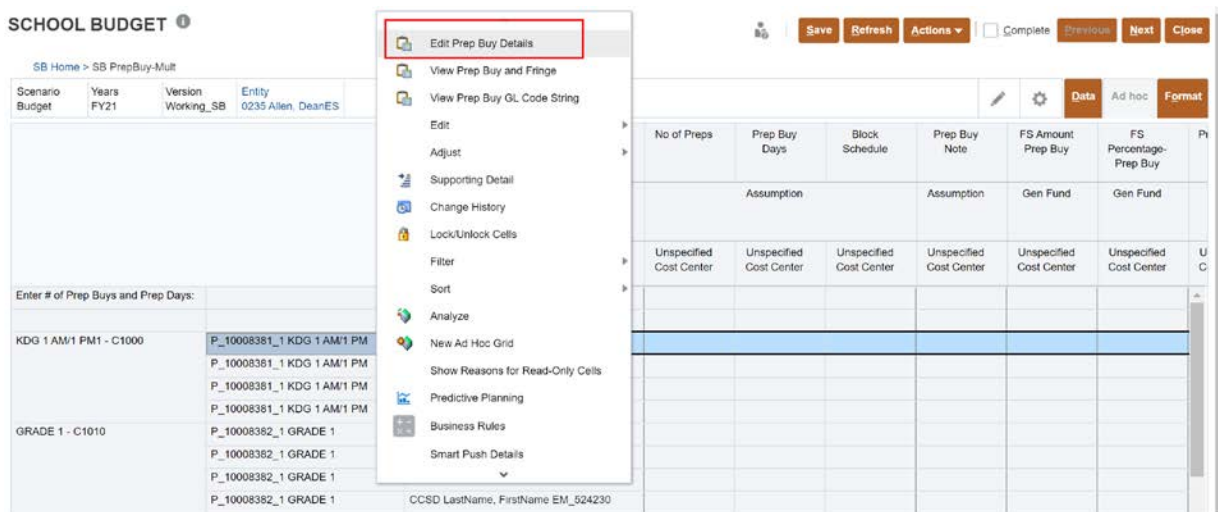 SCHOOL BUDGET
Save Refresh Actions Complete Previous Next Close
SB Home > SB PrepBuy-Mult
Scenario Years Version Entity
Budget FY21 Working_SB 0235 Allen, DeanES
Data Ad hoc Format
Edit Prep Buy Details
View Prep Buy and Fringe
View Prep Buy GL Code String
Edit
Adjust
Supporting Detail
Change History
Lock/Unlock Cells
Filter
Sort
Analyze
New Ad Hoc Grid
Show Reasons for Read-Only Cells
Predictive Planning
Business Rules
Smart Push Details
No of Preps Prep Buy Days Block Schedule Prep Buy Note FS Amount Prep Buy FS Percentage-Prep Buy
Assumption Assumption Gen Fund Gen Fund
Unspecified Cost Center Unspecified Cost Center Unspecified Cost Center Unspecified Cost Center Unspecified Cost Center Unspecified Cost Center
Enter # of Prep Buys and Prep Days:
KDG 1 AM/1 PM1 - C1000 P_10008381_1 KDG 1 AM/1 PM
P_10008381_1 KDG 1 AM/1 PM
P_10008381_1 KDG 1 AM/1 PM
P_10008381_1 KDG 1 AM/1 PM
GRADE 1 - C1010 P_10008382_1 GRADE 1
P_10008382_1 GRADE 1
P_10008382_1 GRADE 1
P_10008382_1 GRADE 1 CCSD LastName, FirstName EM_524230